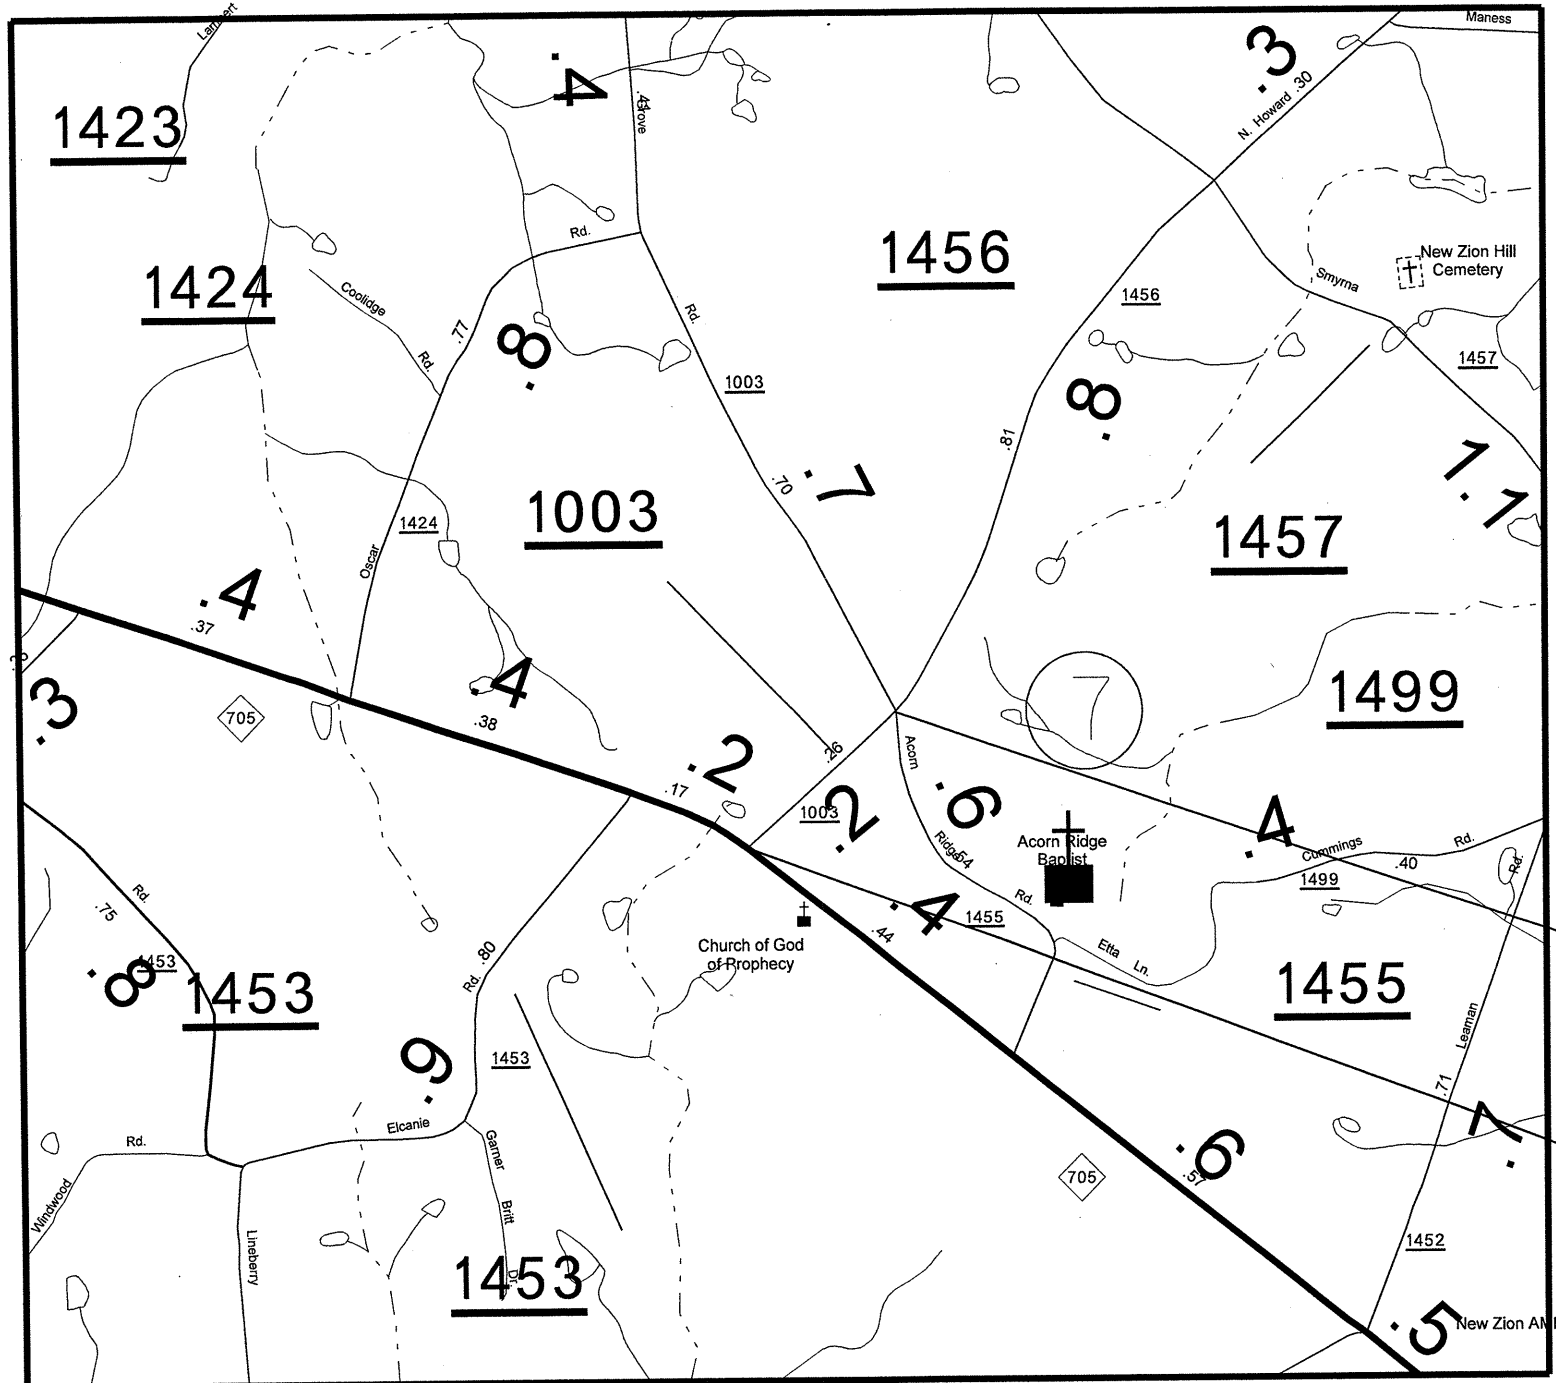 Lambert
.4
.41
Grove
.3
N. Howard .30
Maness
1423
1424
Rd.
Coolidge
Rd.
.77
.8
Rd.
1003
1456
1456
New Zion Hill
Cemetery
Smyrna
1457
.8
.81
1.1
.7
.70
1003
1424
Oscar
1457
.4
.37
.3
705
.4
.38
.2
.17
.26
1003
.2
Acorn
.6
Ridge
.54
Rd.
7
1499
Acorn Ridge
Baptist
.4
Cummings
Rd.
.40
1499
Rd.
.4
.44
1455
Etta
Ln.
Church of God
of Prophecy
1455
Leaman
.71
Rd.
.75
1453
.8
1453
Rd. .80
.9
1453
Elcanie
Garner
Britt
Dr.
Rd.
Windwood
Lineberry
1453
705
.6
.57
.7
1452
.5
New Zion AM